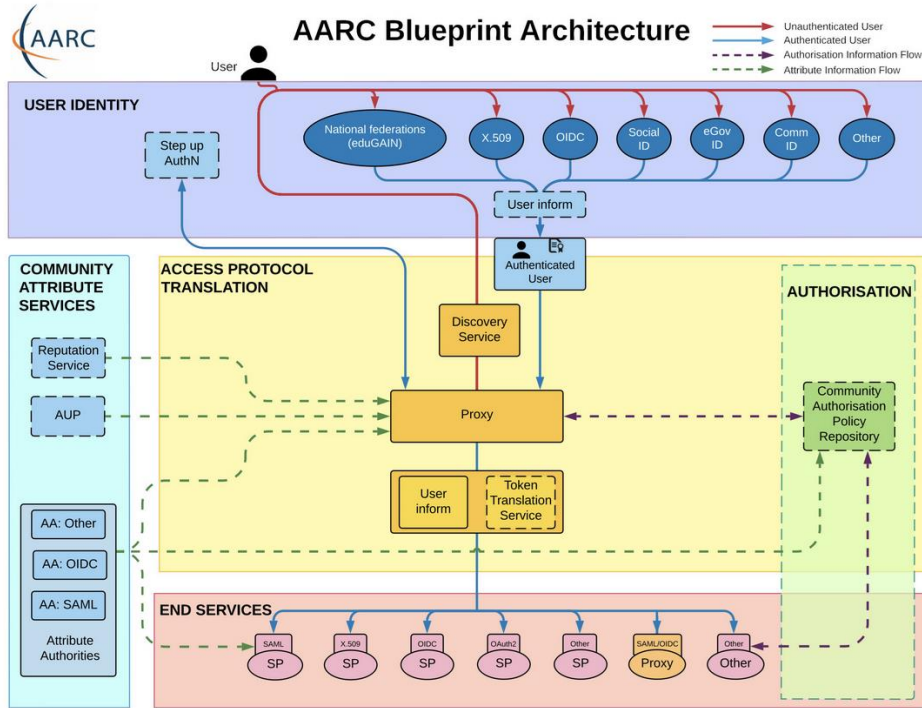 AARC
AARC Blueprint Architecture
Unauthenticated User
Authenticated User
Authorisation Information Flow
Attribute Information Flow
User
USER IDENTITY
Step up
AuthN
National federations
(eduGAIN)
X.509
OIDC
Social
ID
eGov
ID
Comm
ID
Other
User inform
Authenticated
User
COMMUNITY
ATTRIBUTE
SERVICES
ACCESS PROTOCOL
TRANSLATION
AUTHORISATION
Discovery
Service
Reputation
Service
AUP
Proxy
Community
Authorisation
Policy
Repository
User
inform
Token
Translation
Service
AA: Other
AA: OIDC
AA: SAML
Attribute
Authorities
END SERVICES
SAML
SP
X.509
SP
OIDC
SP
OAuth2
SP
Other
SP
SAML/OIDC
Proxy
Other
Other